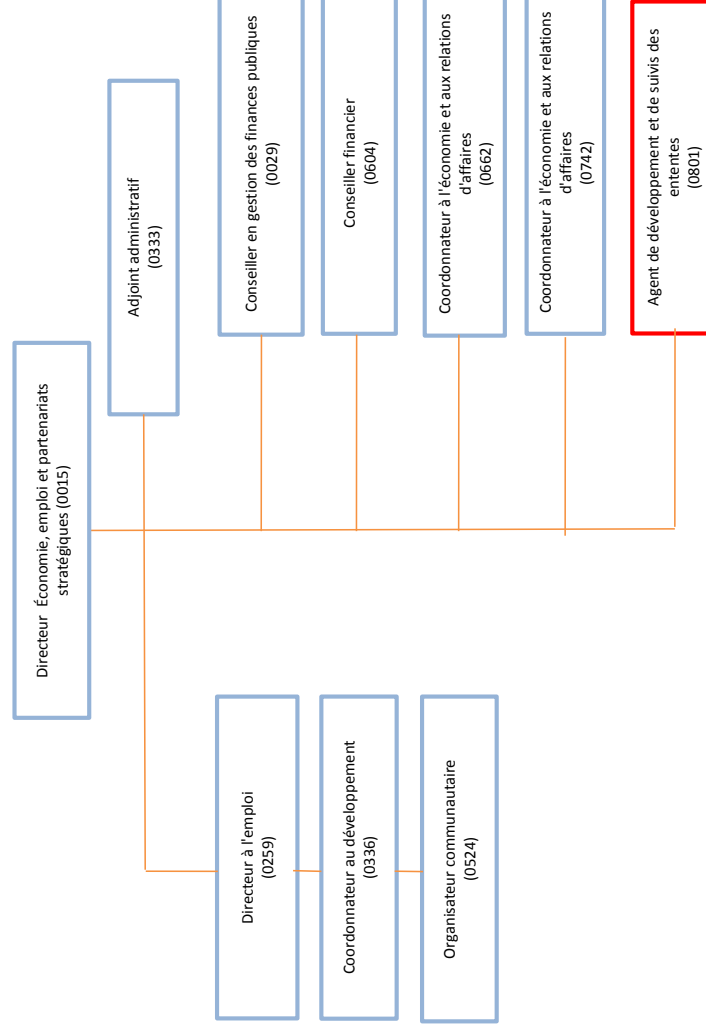 Directeur Économie, emploi et partenariats
stratégiques (0015)
Adjoint administratif
(0333)
Directeur à l'emploi
(0259)
Coordonnateur au développement
(0336)
Organisateur communautaire
(0524)
Conseiller en gestion des finances publiques
(0029)
Conseiller financier
(0604)
Coordonnateur à l'économie et aux relations
d'affaires
(0662)
Coordonnateur à l'économie et aux relations
d'affaires
(0742)
Agent de développement et de suivis des
ententes
(0801)